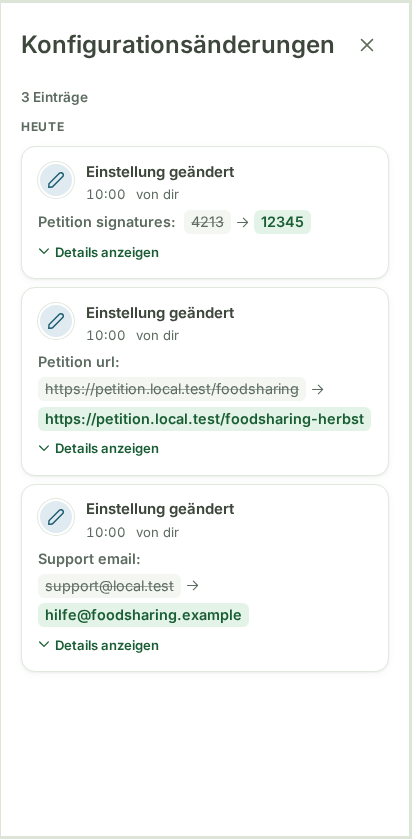 Konfigurationsänderungen
3 Einträge
HEUTE
Einstellung geändert
10:00 von dir
Petition signatures: 4213 → 12345
Details anzeigen
Einstellung geändert
10:00 von dir
Petition url:
https://petition.local.test/foodsharing →
https://petition.local.test/foodsharing-herbst
Details anzeigen
Einstellung geändert
10:00 von dir
Support email:
support@local.test →
hilfe@foodsharing.example
Details anzeigen